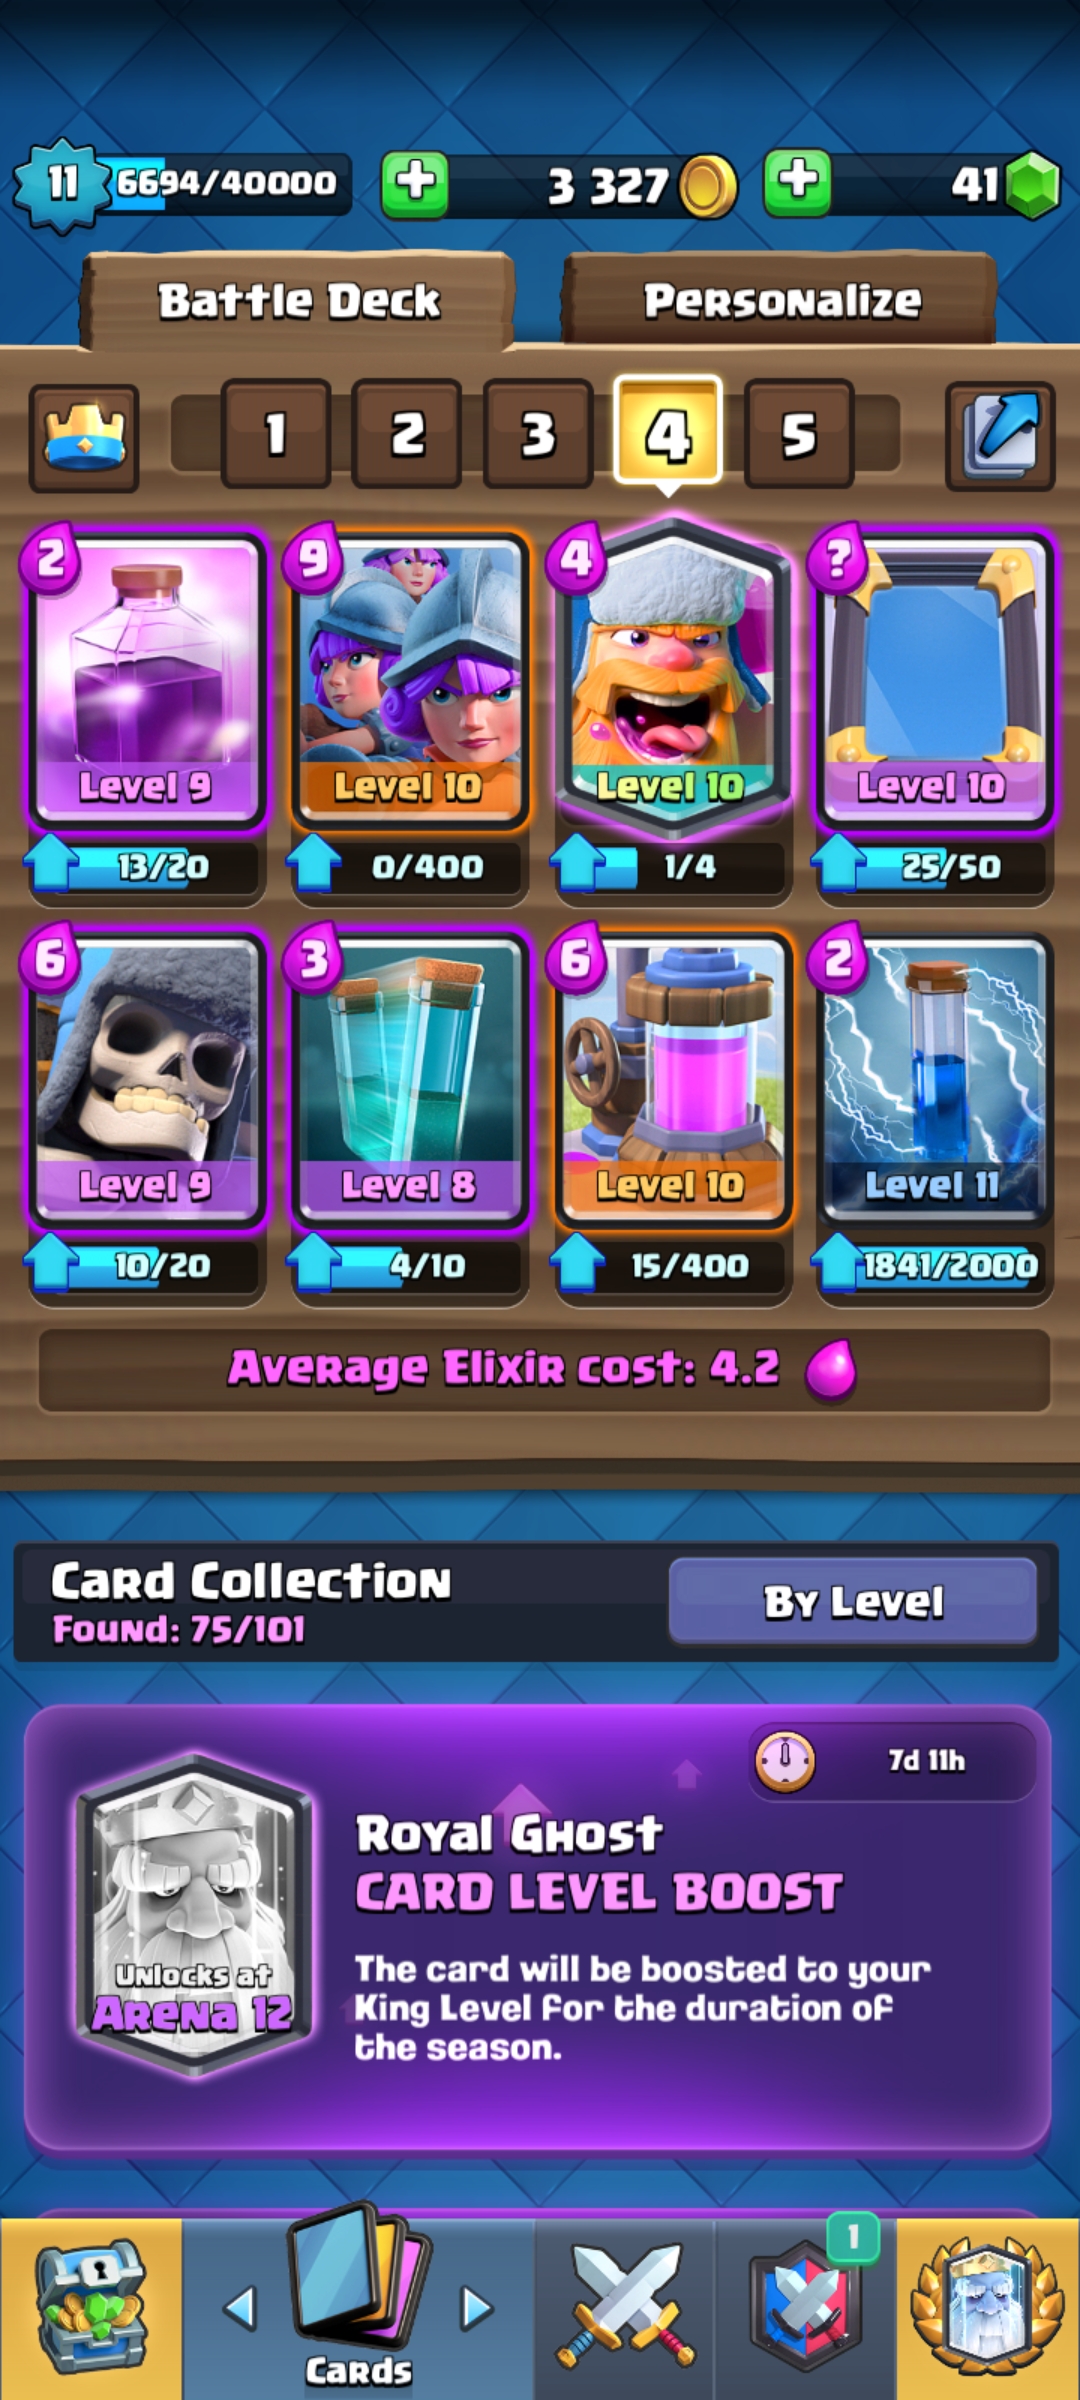 11
6694/40000
3 327
41
Battle Deck
Personalize
1
2
3
4
5
2
9
4
?
Level 9
Level 10
Level 10
Level 10
13/20
0/400
1/4
25/50
6
3
6
2
Level 9
Level 8
Level 10
Level 11
10/20
4/10
15/400
1841/2000
Average Elixir cost: 4.2
Card Collection
Found: 75/101
By Level
7d 11h
Royal Ghost
CARD LEVEL BOOST
Unlocks at
Arena 12
The card will be boosted to your
King Level for the duration of
the season.
1
Cards